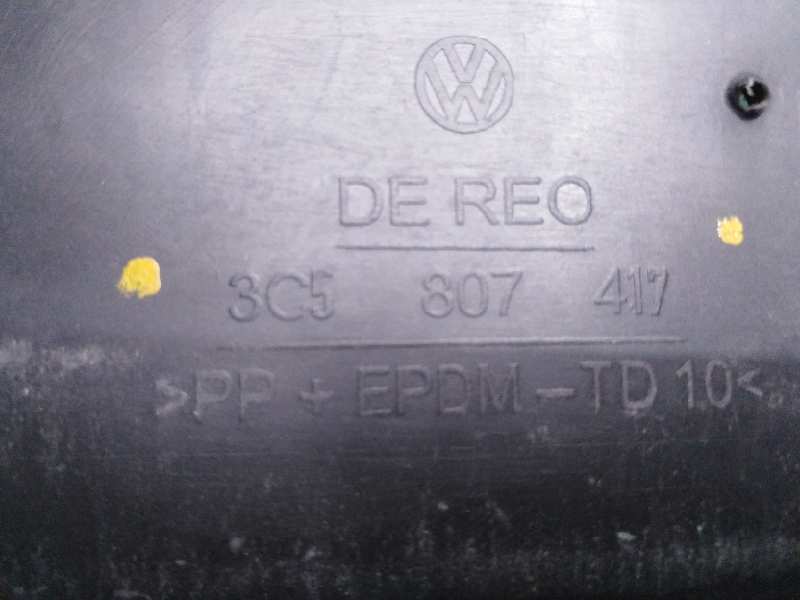 DE REO
3C5 807 417
>PP + EPDM - TD 10<